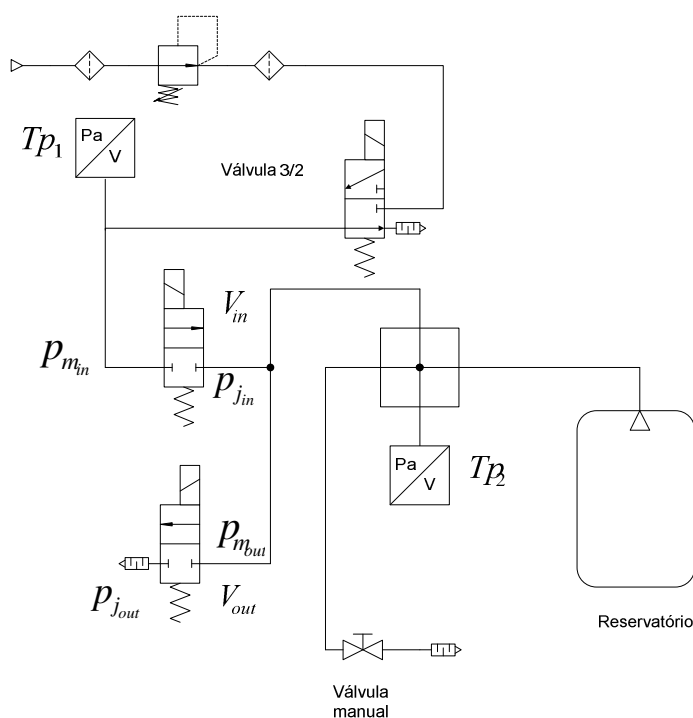 Tp1
Pa
V
Válvula 3/2
Vin
pmin
pjin
Pa
V
Tp2
pmout
pjout
Vout
Reservatório
Válvula
manual